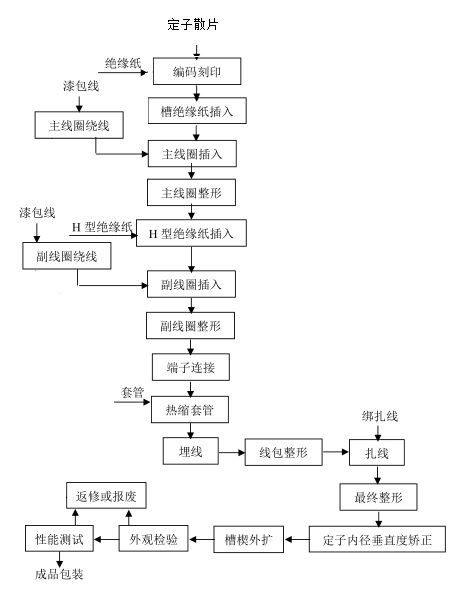 定子散片
绝缘纸
编码刻印
漆包线
槽绝缘纸插入
主线圈绕线
主线圈插入
主线圈整形
漆包线
H 型绝缘纸
H 型绝缘纸插入
副线圈绕线
副线圈插入
副线圈整形
端子连接
套管
热缩套管
绑扎线
埋线
线包整形
扎线
返修或报废
最终整形
性能测试
外观检验
槽楔外扩
定子内径垂直度矫正
成品包装